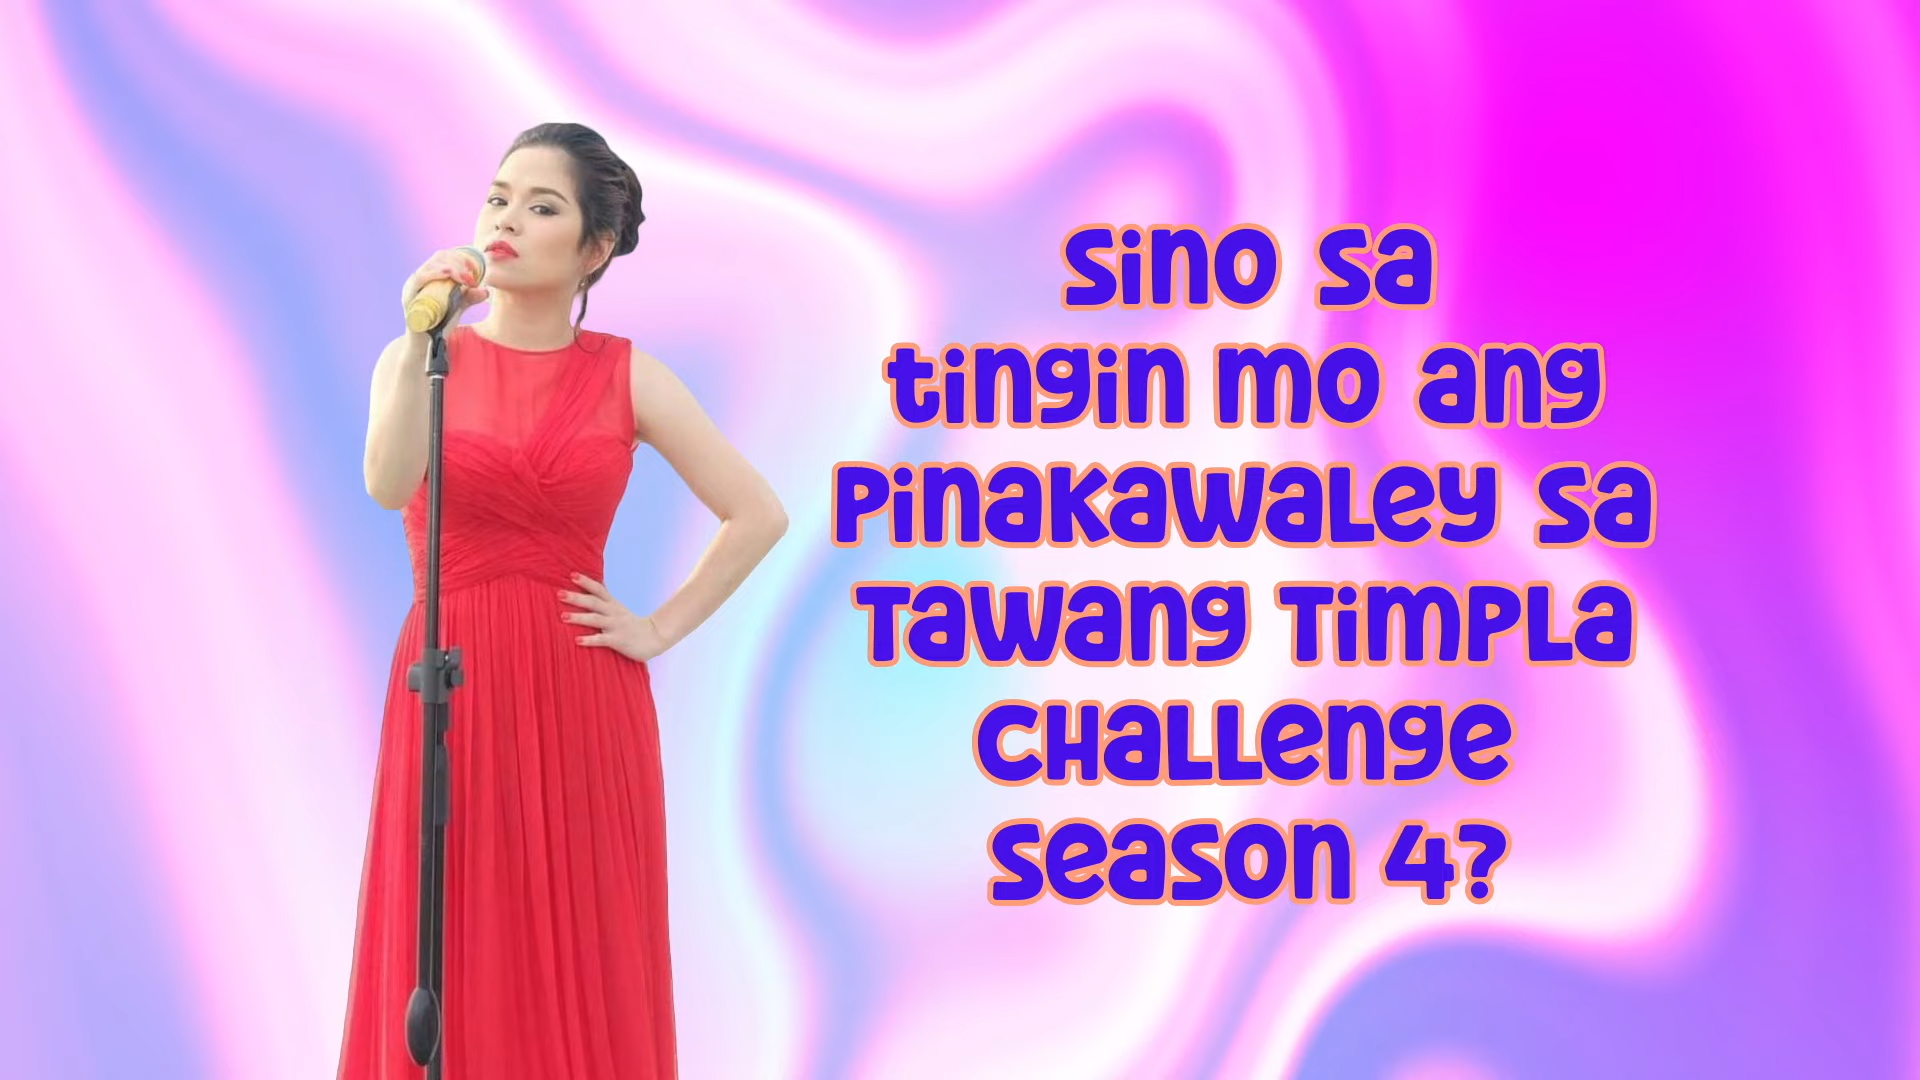 Sino sa
tingin mo ang
Pinakawaley sa
Tawang Timpla
Challenge
Season 4?